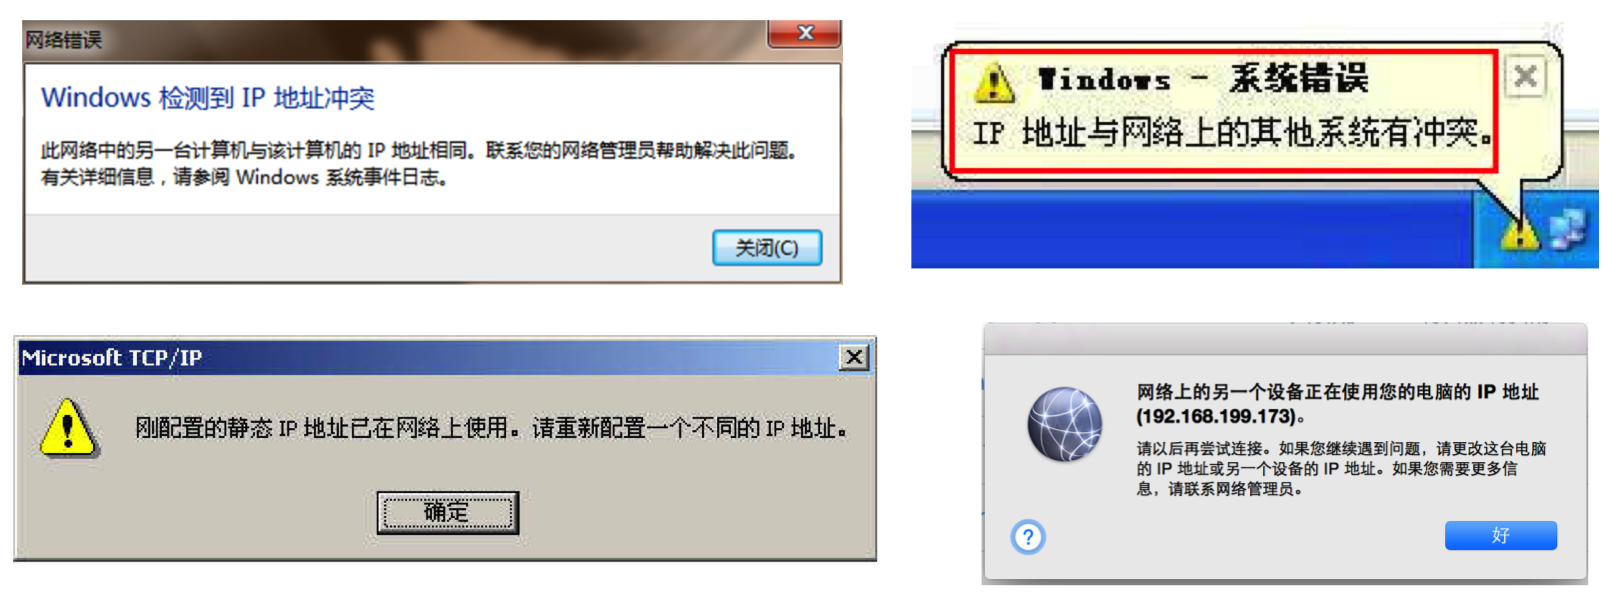 网络错误
Windows 检测到 IP 地址冲突
此网络中的另一台计算机与该计算机的 IP 地址相同。联系您的网络管理员帮助解决此问题。
有关详细信息，请参阅 Windows 系统事件日志。
关闭(C)
Windows - 系统错误
IP 地址与网络上的其他系统有冲突。
Microsoft TCP/IP
刚配置的静态 IP 地址已在网络上使用。请重新配置一个不同的 IP 地址。
确定
网络上的另一个设备正在使用您的电脑的 IP 地址
(192.168.199.173)。
请以后再尝试连接。如果您继续遇到问题，请更改这台电脑
的 IP 地址或另一个设备的 IP 地址。如果您需要更多信
息，请联系网络管理员。
?
好